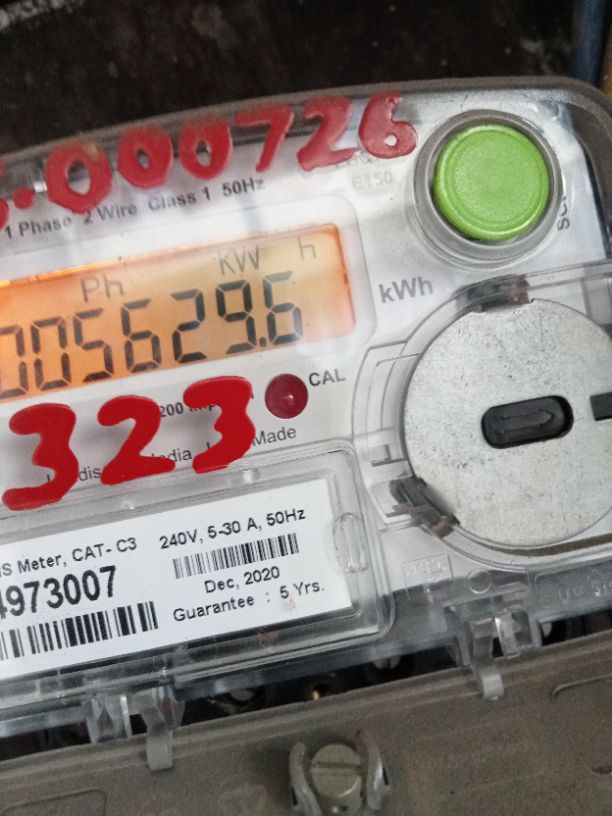 .000726
E150
1 Phase 2 Wire Class 1 50Hz
Ph KW h
005629.6
kWh
CAL
323
Made
Meter, CAT- C3
240V, 5-30 A, 50Hz
4973007
Dec, 2020
Guarantee : 5 Yrs.